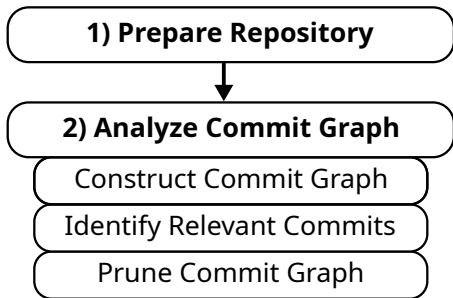 1) Prepare Repository
2) Analyze Commit Graph
Construct Commit Graph
Identify Relevant Commits
Prune Commit Graph